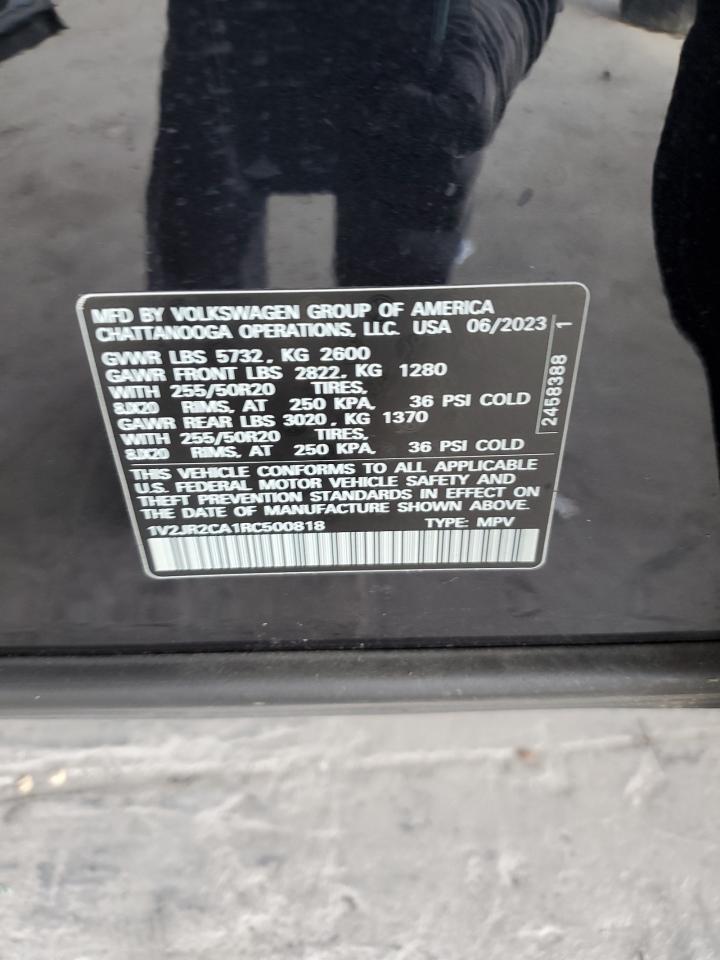 MFD BY VOLKSWAGEN GROUP OF AMERICA
CHATTANOOGA OPERATIONS, LLC. USA 06/2023
GVWR LBS 5732, KG 2600
GAWR FRONT LBS 2822, KG 1280
WITH 255/50R20 TIRES,
8JX20 RIMS, AT 250 KPA, 36 PSI COLD
GAWR REAR LBS 3020, KG 1370
WITH 255/50R20 TIRES,
8JX20 RIMS, AT 250 KPA, 36 PSI COLD
THIS VEHICLE CONFORMS TO ALL APPLICABLE
U.S. FEDERAL MOTOR VEHICLE SAFETY AND
THEFT PREVENTION STANDARDS IN EFFECT ON
THE DATE OF MANUFACTURE SHOWN ABOVE.
1V2JR2CA1RC500818 TYPE: MPV
2458388 1